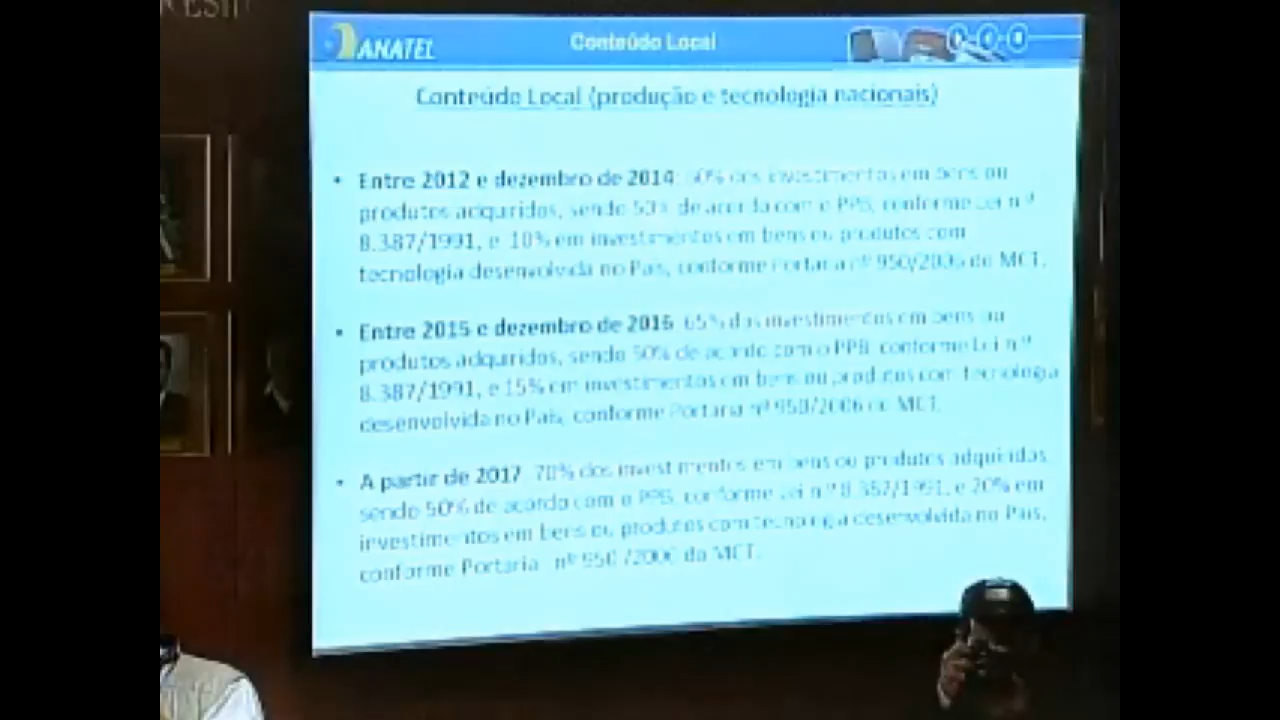 ANATEL
Conteúdo Local
Conteúdo Local (produção e tecnologia nacionais)
• Entre 2012 e dezembro de 2014: dos investimentos em bens ou
produtos adquiridos, sendo 50% de acordo com o PPB, conforme Lei nº
8.387/1991, e 10% em investimentos em bens ou produtos com
tecnologia desenvolvida no País, conforme Portaria nº 950/2006 do MCT.
• Entre 2015 e dezembro de 2016 65% dos investimentos em bens ou
produtos adquiridos, sendo 50% de acordo com o PPB, conforme Lei nº
8.387/1991, e 15% em investimentos em bens ou produtos com tecnologia
desenvolvida no País, conforme Portaria nº 950/2006 do MCT.
• A partir de 2017 70% dos investimentos em bens ou produtos adquiridos,
sendo 50% de acordo com o PPB, conforme Lei nº 8.387/1991, e 20% em
investimentos em bens ou produtos com tecnologia desenvolvida no País,
conforme Portaria nº 950 /2006 do MCT.